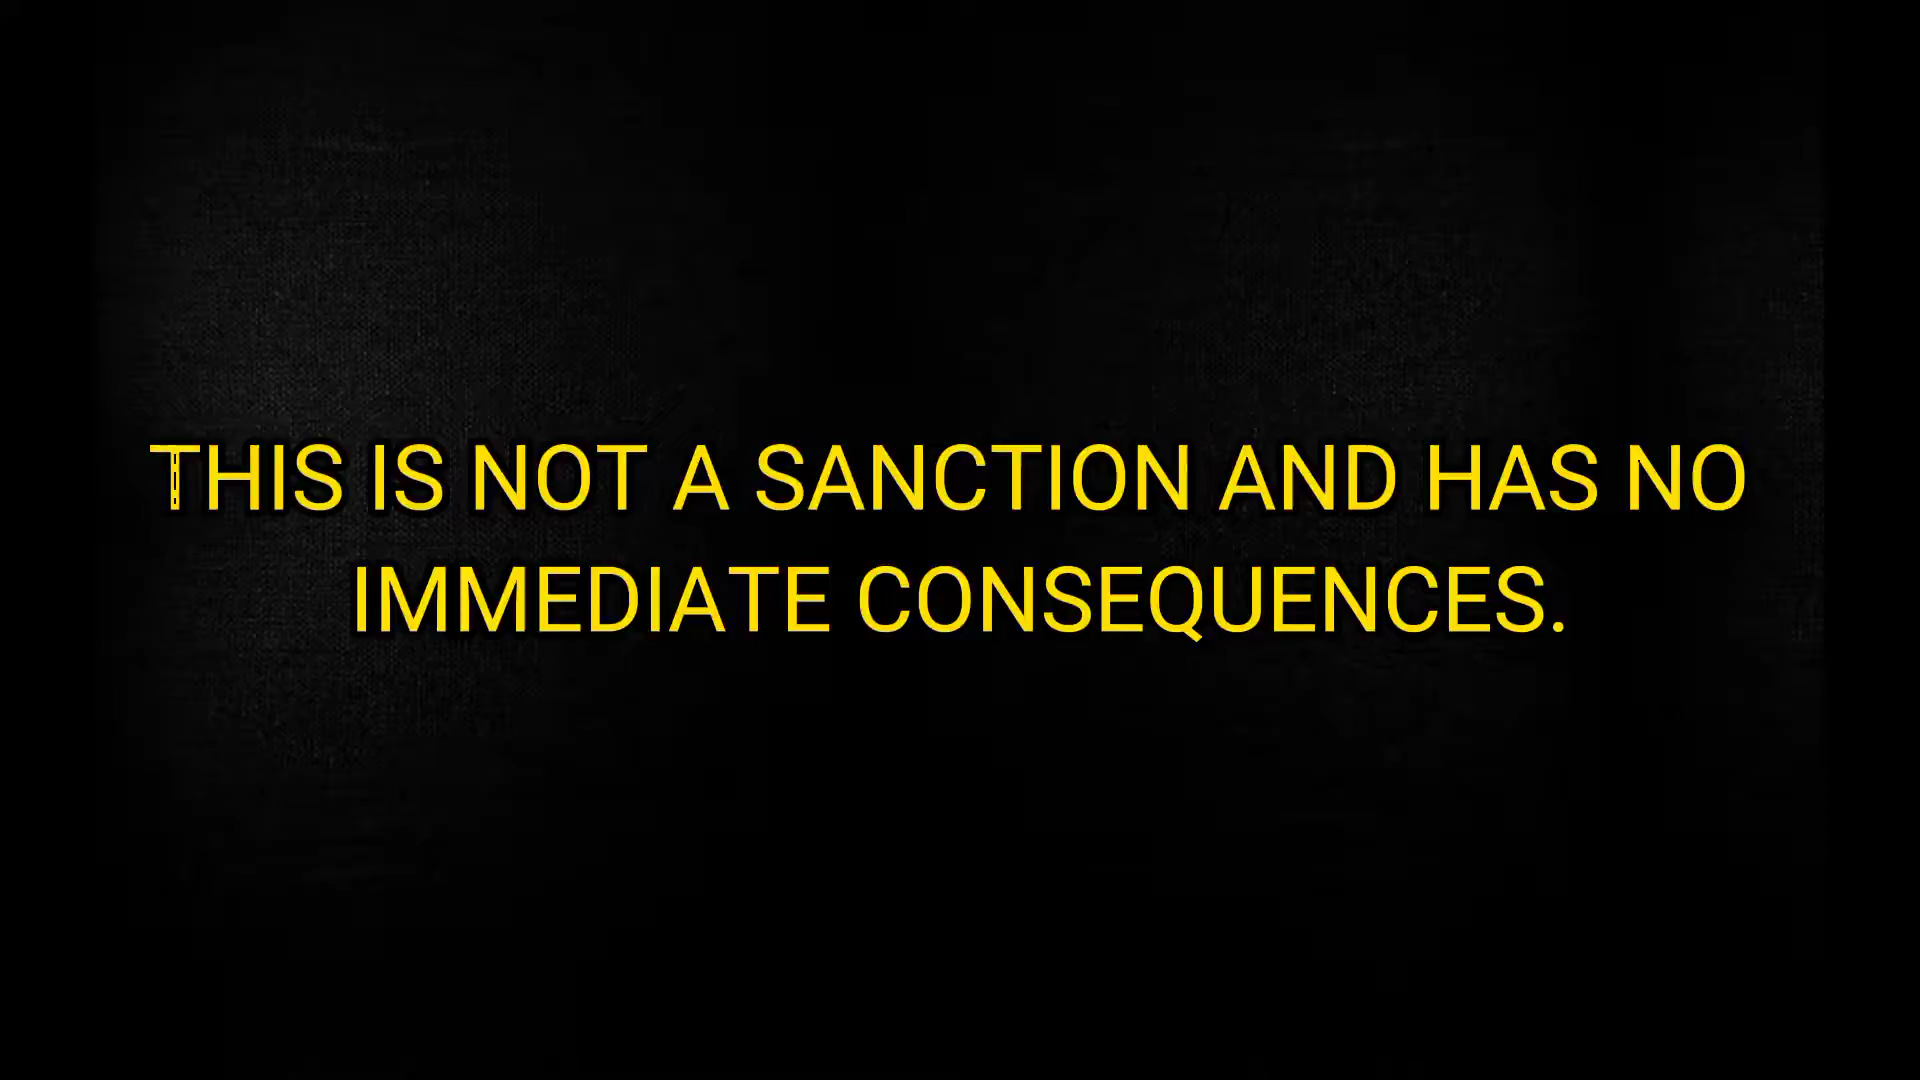 THIS IS NOT A SANCTION AND HAS NO
IMMEDIATE CONSEQUENCES.